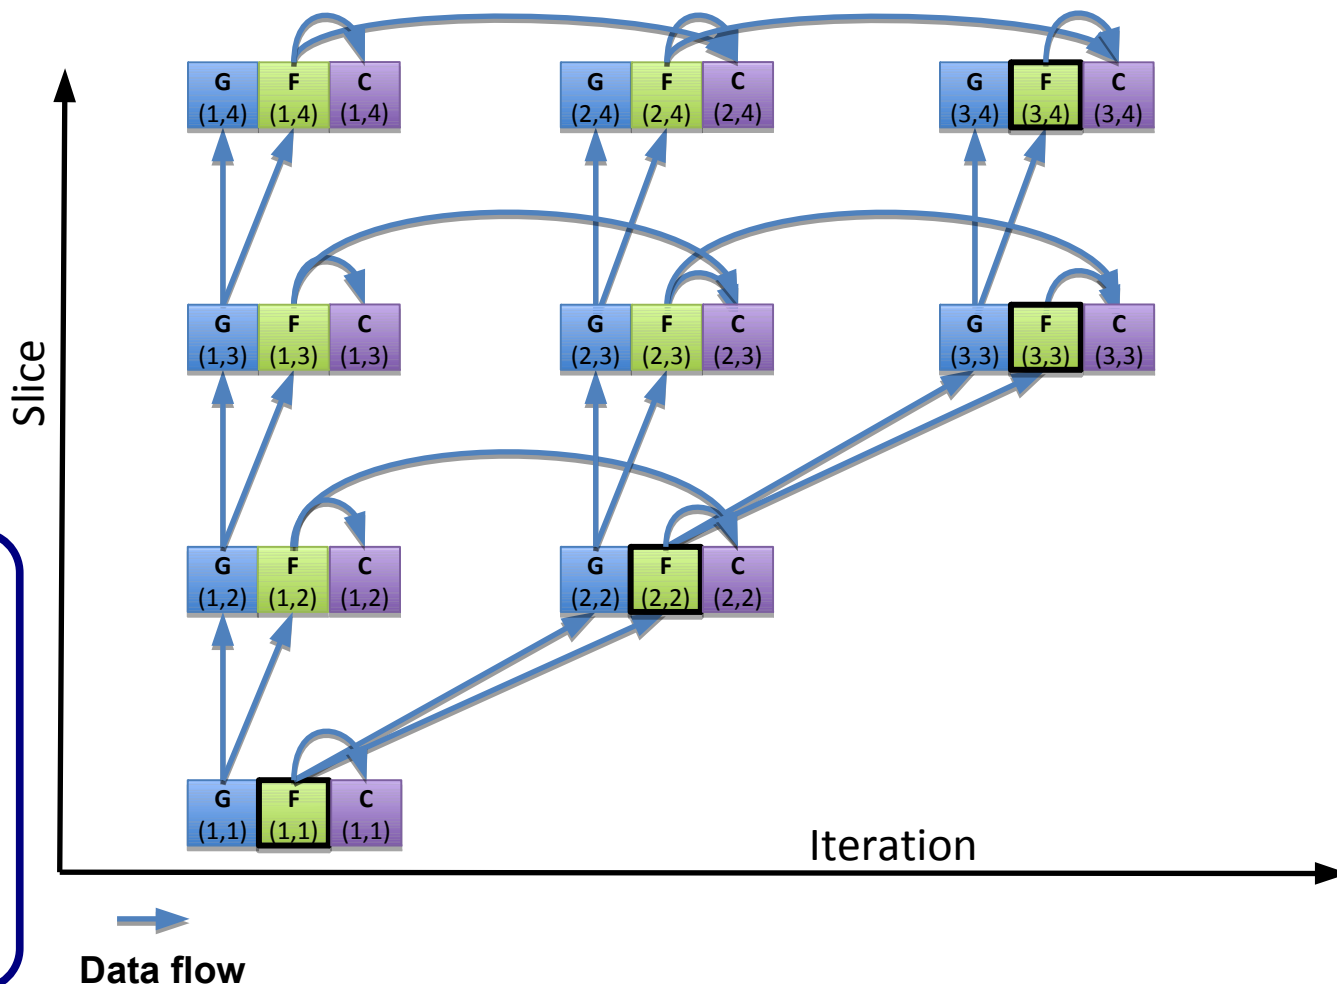 G F C
(1,4) (1,4) (1,4)
G F C
(2,4) (2,4) (2,4)
G F C
(3,4) (3,4) (3,4)
G F C
(1,3) (1,3) (1,3)
G F C
(2,3) (2,3) (2,3)
G F C
(3,3) (3,3) (3,3)
Slice
G F C
(1,2) (1,2) (1,2)
G F C
(2,2) (2,2) (2,2)
G F C
(1,1) (1,1) (1,1)
Iteration
Data flow